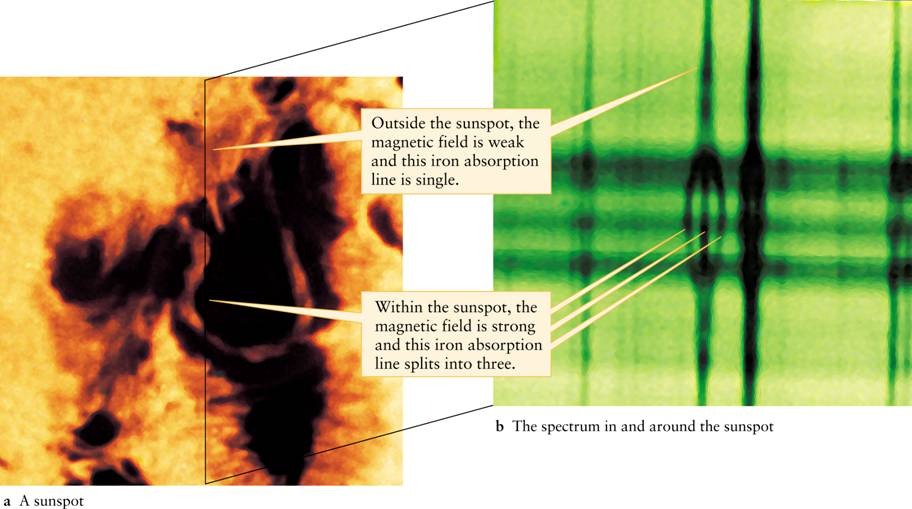 Outside the sunspot, the
magnetic field is weak
and this iron absorption
line is single.
Within the sunspot, the
magnetic field is strong
and this iron absorption
line splits into three.
b The spectrum in and around the sunspot
a A sunspot